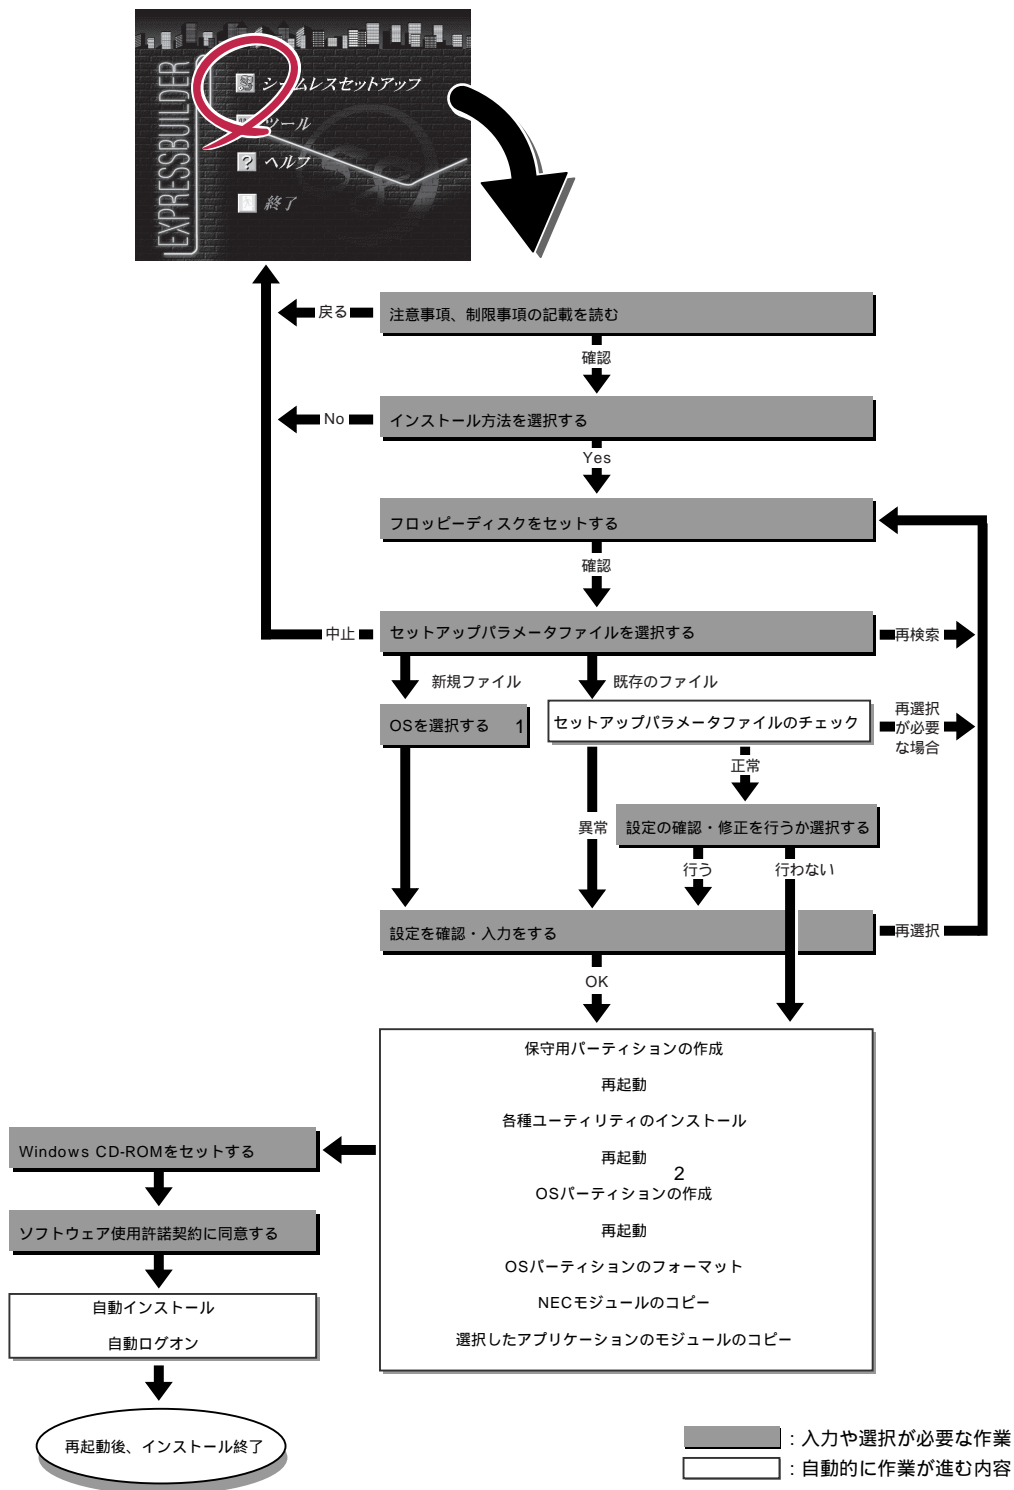 EXPRESSBUILDER
シームレスセットアップ
ツール
ヘルプ
終了
戻る
注意事項、制限事項の記載を読む
確認
No
インストール方法を選択する
Yes
フロッピーディスクをセットする
確認
中止
セットアップパラメータファイルを選択する
再検索
新規ファイル
既存のファイル
OSを選択する 1
セットアップパラメータファイルのチェック
再選択
が必要
な場合
正常
異常
設定の確認・修正を行うか選択する
行う
行わない
設定を確認・入力をする
再選択
OK
保守用パーティションの作成
再起動
各種ユーティリティのインストール
再起動
2
OSパーティションの作成
再起動
OSパーティションのフォーマット
NECモジュールのコピー
選択したアプリケーションのモジュールのコピー
Windows CD-ROMをセットする
ソフトウェア使用許諾契約に同意する
自動インストール
自動ログオン
再起動後、インストール終了
：入力や選択が必要な作業
：自動的に作業が進む内容